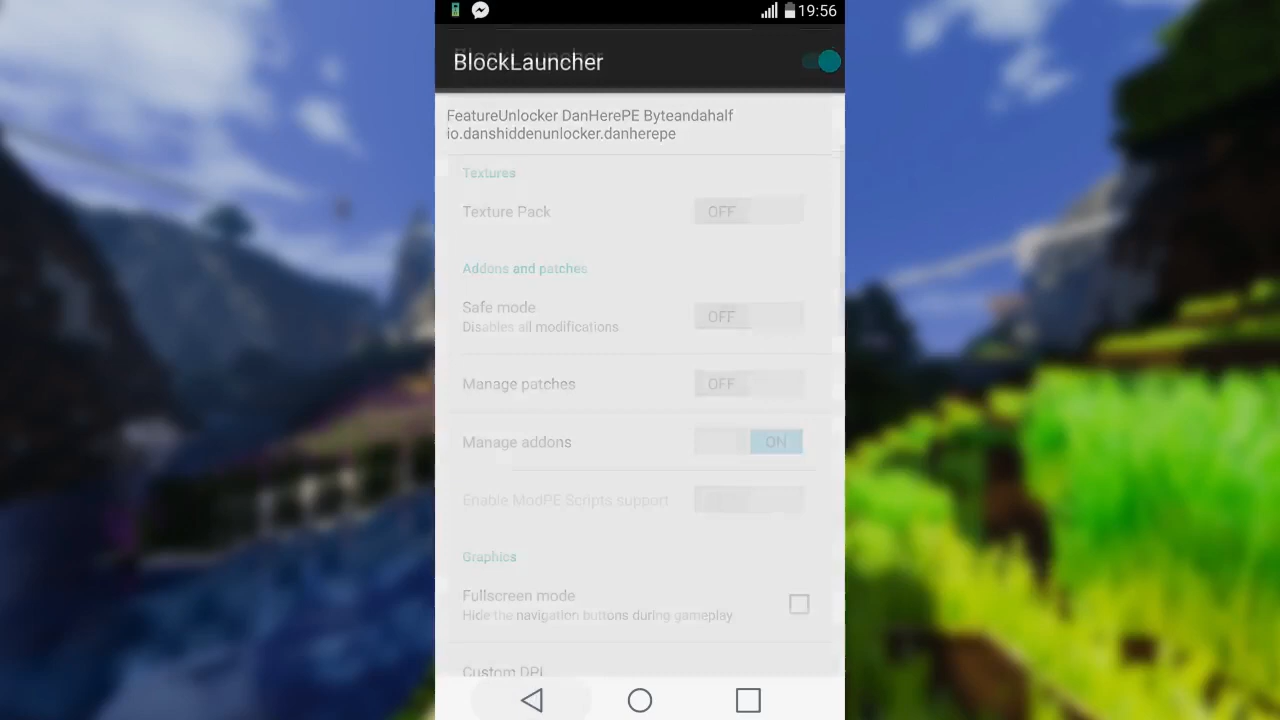 19:56
BlockLauncher
FeatureUnlocker DanHerePE Byteandahalf
io.danshiddenunlocker.danherepe
Textures
Texture Pack OFF
Addons and patches
Safe mode OFF
Disables all modifications
Manage patches OFF
Manage addons ON
Enable ModPE Scripts support
Graphics
Fullscreen mode
Hide the navigation buttons during gameplay
Custom DPI